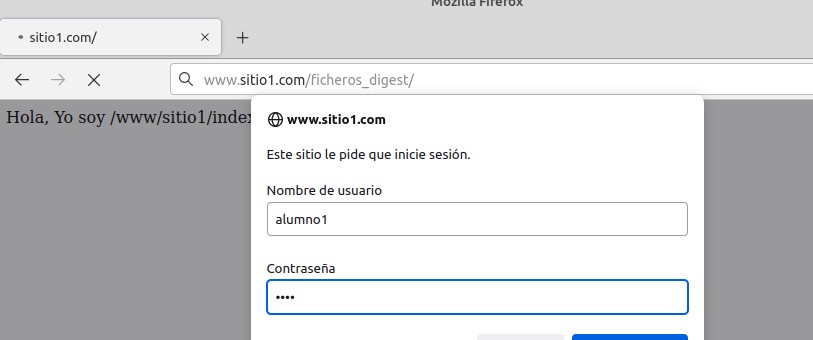 Mozilla Firefox
sitio1.com/
www.sitio1.com/ficheros_digest/
Hola, Yo soy /www/sitio1/index
www.sitio1.com
Este sitio le pide que inicie sesión.
Nombre de usuario
alumno1
Contraseña
••••